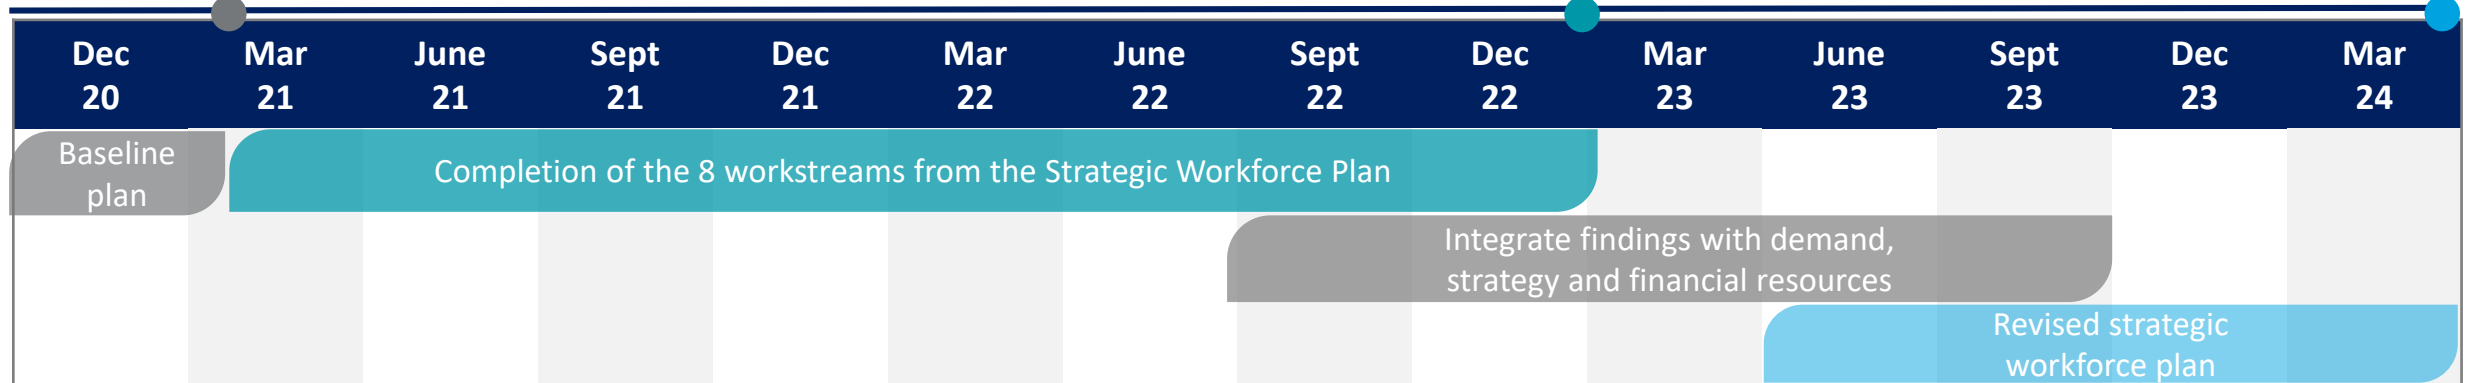 Dec Mar June Sept Dec Mar June Sept Dec Mar June Sept Dec Mar
20 21 21 21 21 22 22 22 22 23 23 23 23 24
Baseline
plan
Completion of the 8 workstreams from the Strategic Workforce Plan
Integrate findings with demand,
strategy and financial resources
Revised strategic
workforce plan